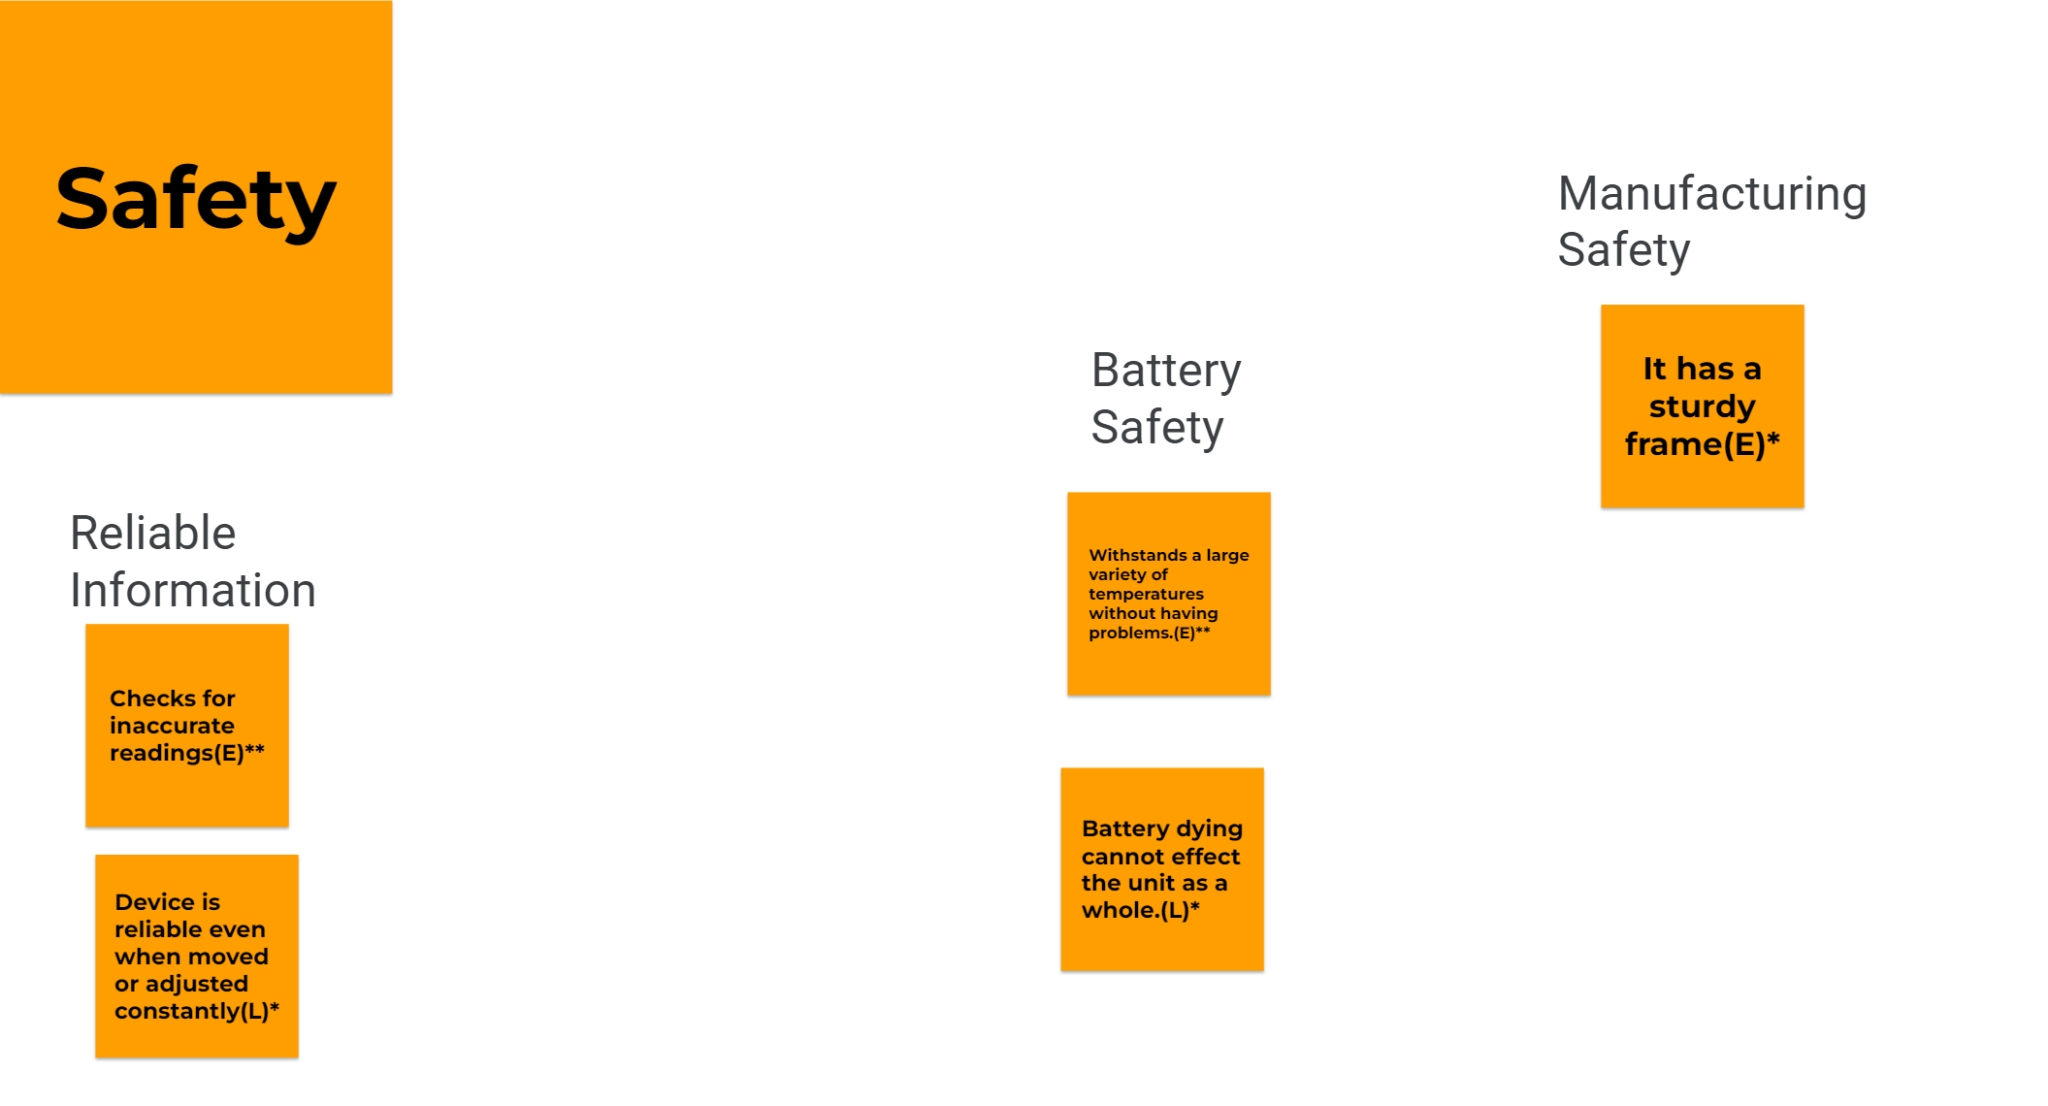 Safety
Reliable
Information
Checks for
inaccurate
readings(E)**
Device is
reliable even
when moved
or adjusted
constantly(L)*
Battery
Safety
Withstands a large
variety of
temperatures
without having
problems.(E)**
Battery dying
cannot effect
the unit as a
whole.(L)*
Manufacturing
Safety
It has a
sturdy
frame(E)*